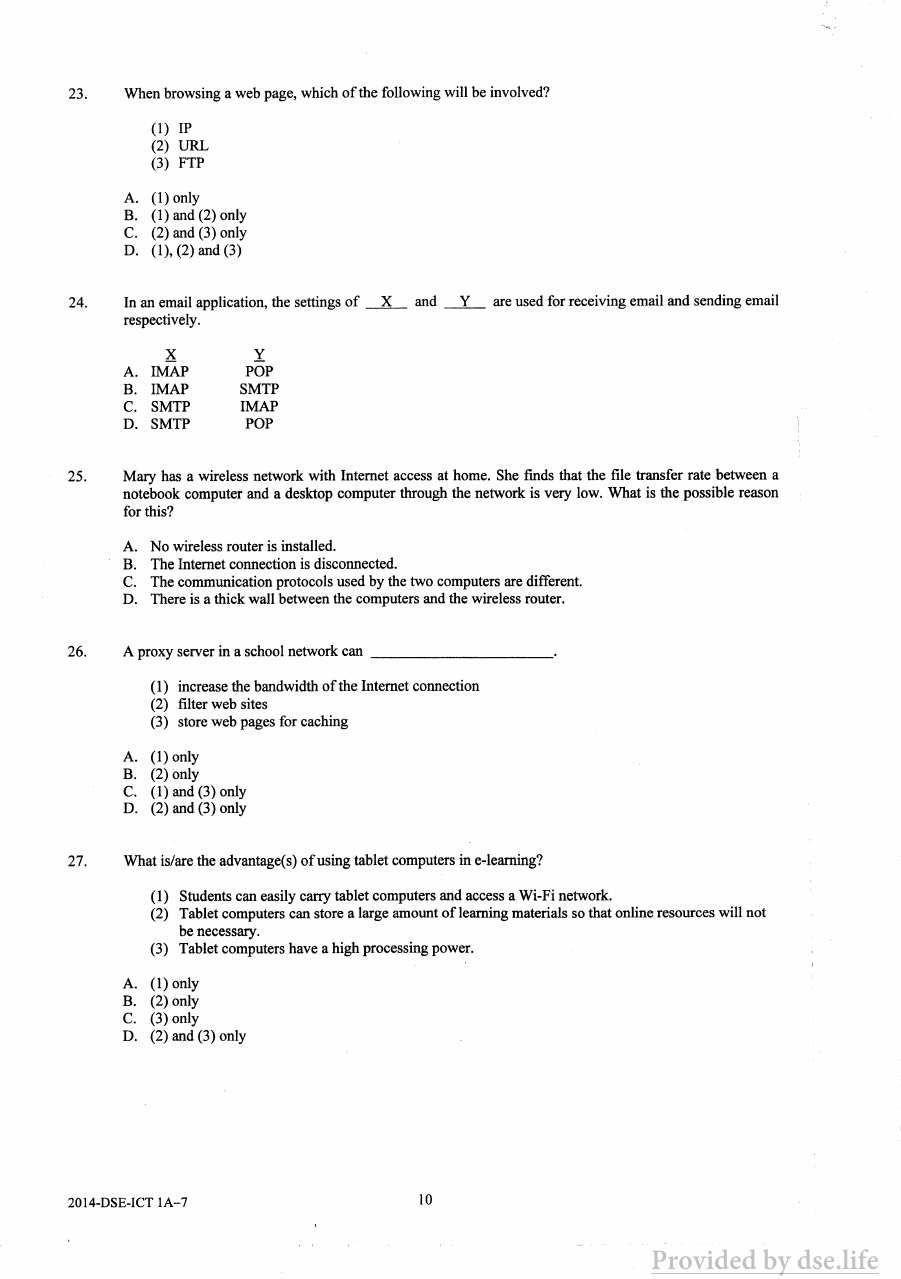 23. When browsing a web page, which of the following will be involved?
(1) IP
(2) URL
(3) FTP
A. (1) only
B. (1) and (2) only
C. (2) and (3) only
D. (1), (2) and (3)
24. In an email application, the settings of X and Y are used for receiving email and sending email
respectively.
X Y
A. IMAP POP
B. IMAP SMTP
C. SMTP IMAP
D. SMTP POP
25. Mary has a wireless network with Internet access at home. She finds that the file transfer rate between a
notebook computer and a desktop computer through the network is very low. What is the possible reason
for this?
A. No wireless router is installed.
B. The Internet connection is disconnected.
C. The communication protocols used by the two computers are different.
D. There is a thick wall between the computers and the wireless router.
26. A proxy server in a school network can ____________________.
(1) increase the bandwidth of the Internet connection
(2) filter web sites
(3) store web pages for caching
A. (1) only
B. (2) only
C. (1) and (3) only
D. (2) and (3) only
27. What is/are the advantage(s) of using tablet computers in e-learning?
(1) Students can easily carry tablet computers and access a Wi-Fi network.
(2) Tablet computers can store a large amount of learning materials so that online resources will not
be necessary.
(3) Tablet computers have a high processing power.
A. (1) only
B. (2) only
C. (3) only
D. (2) and (3) only
2014-DSE-ICT 1A–7 10
Provided by dse.life